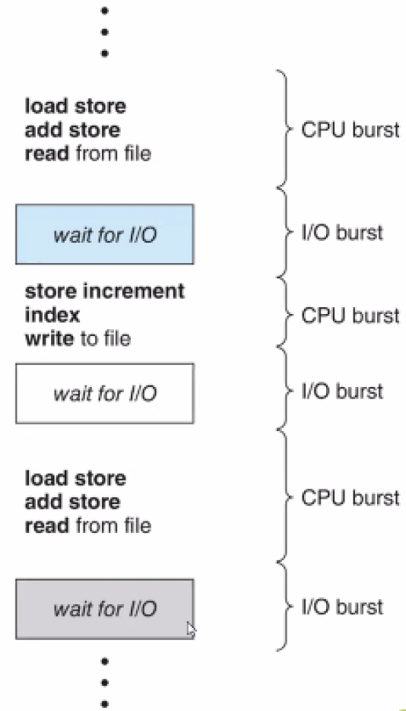 load store
add store
read from file
CPU burst
wait for I/O
I/O burst
store increment
index
write to file
CPU burst
wait for I/O
I/O burst
load store
add store
read from file
CPU burst
wait for I/O
I/O burst